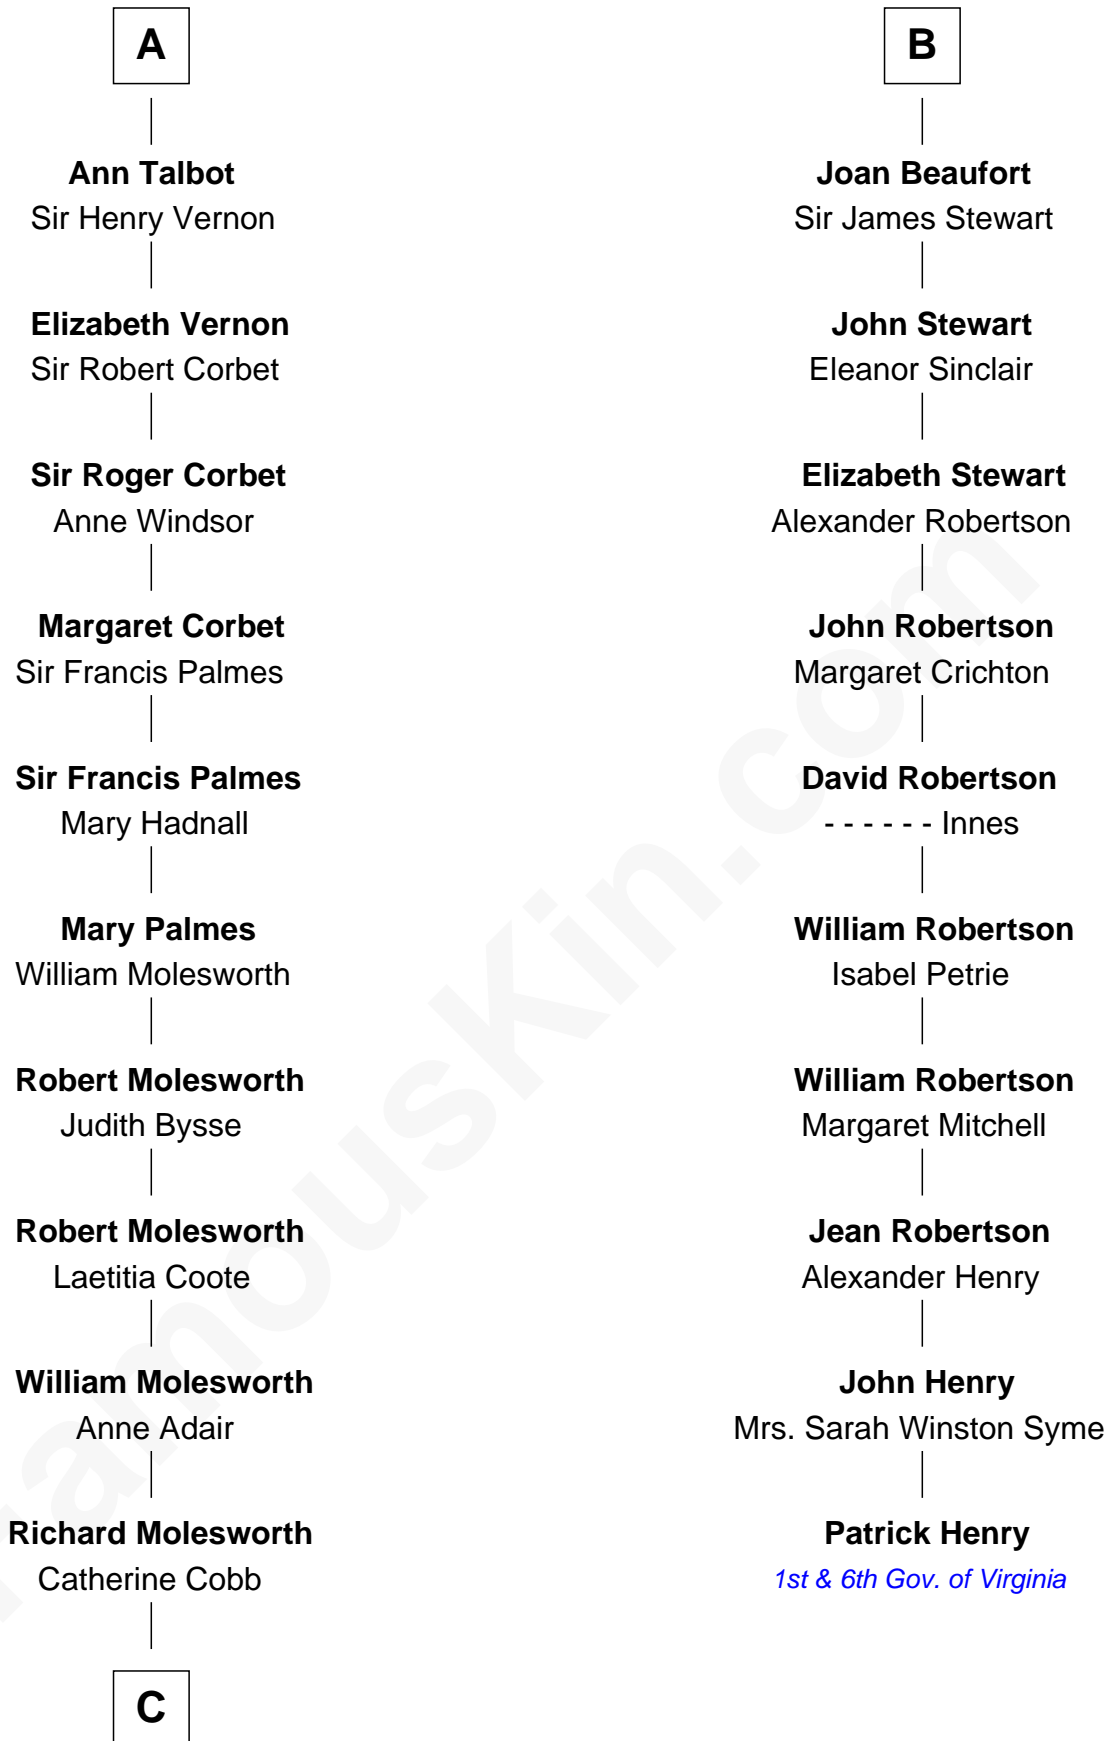 A
Ann Talbot
Sir Henry Vernon
Elizabeth Vernon
Sir Robert Corbet
Sir Roger Corbet
Anne Windsor
Margaret Corbet
Sir Francis Palmes
Sir Francis Palmes
Mary Hadnall
Mary Palmes
William Molesworth
Robert Molesworth
Judith Bysse
Robert Molesworth
Laetitia Coote
William Molesworth
Anne Adair
Richard Molesworth
Catherine Cobb
C
B
Joan Beaufort
Sir James Stewart
John Stewart
Eleanor Sinclair
Elizabeth Stewart
Alexander Robertson
John Robertson
Margaret Crichton
David Robertson
- - - - - - Innes
William Robertson
Isabel Petrie
William Robertson
Margaret Mitchell
Jean Robertson
Alexander Henry
John Henry
Mrs. Sarah Winston Syme
Patrick Henry
1st & 6th Gov. of Virginia
FamousKin.com